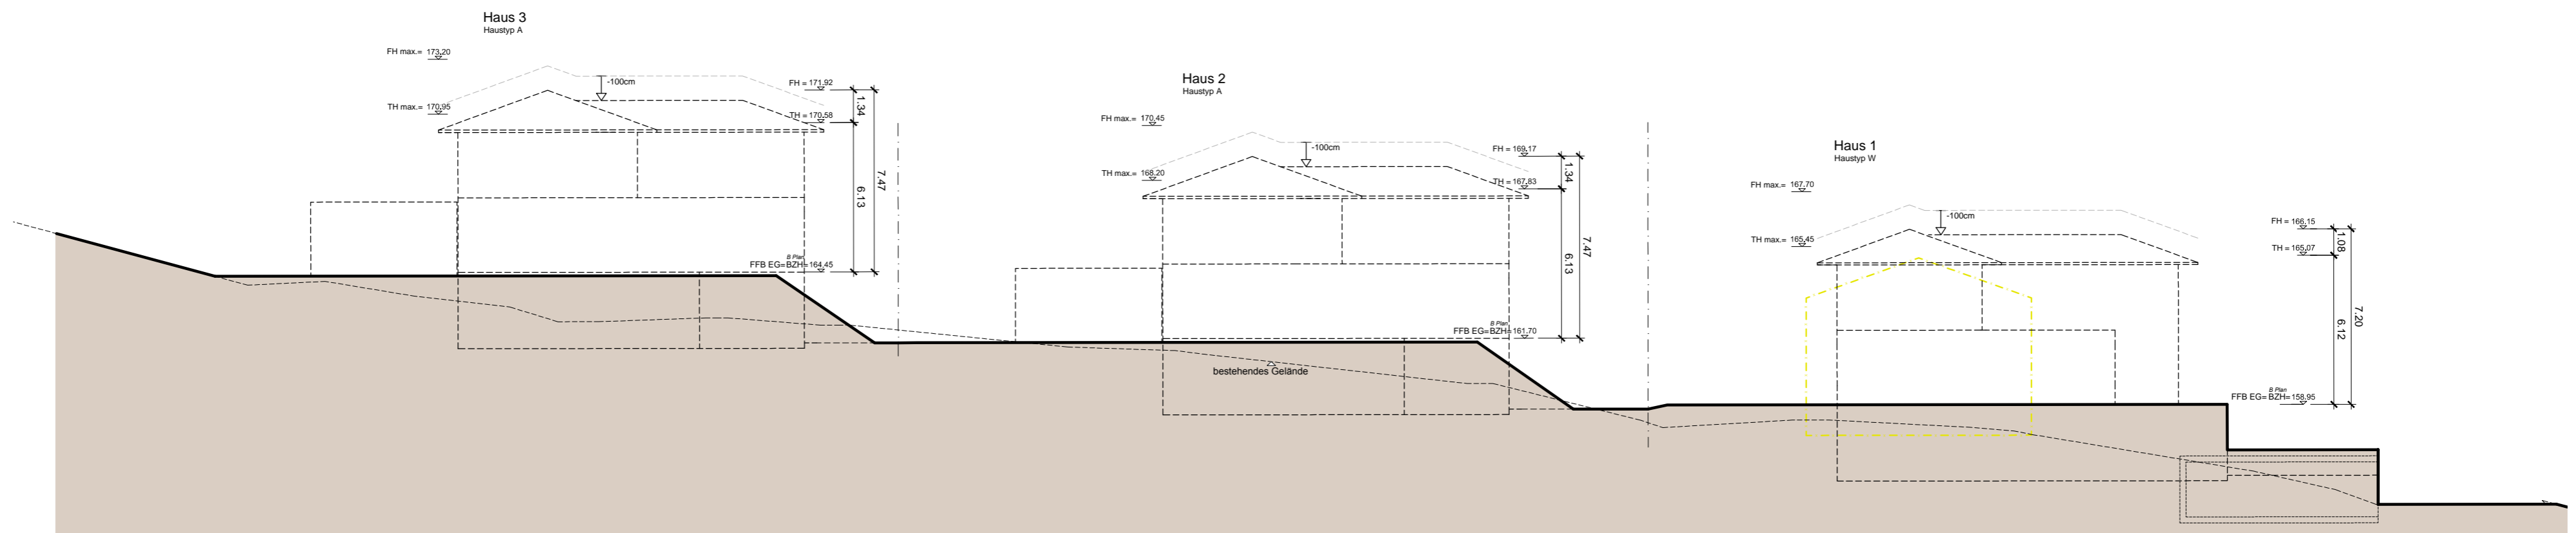 Haus 3
Haustyp A
FH max.= 173.20
TH max.= 170.95
-100cm
FH = 171.92
TH = 170.58
1.34
6.13
7.47
B Plan
FFB EG=BZH=164.45
Haus 2
Haustyp A
FH max.= 170.45
TH max.= 168.20
-100cm
FH = 169.17
TH = 167.83
1.34
6.13
7.47
B Plan
FFB EG=BZH=161.70
bestehendes Gelände
Haus 1
Haustyp W
FH max.= 167.70
TH max.= 165.45
-100cm
FH = 166.15
TH = 165.07
1.08
6.12
7.20
B Plan
FFB EG= BZH=158.95